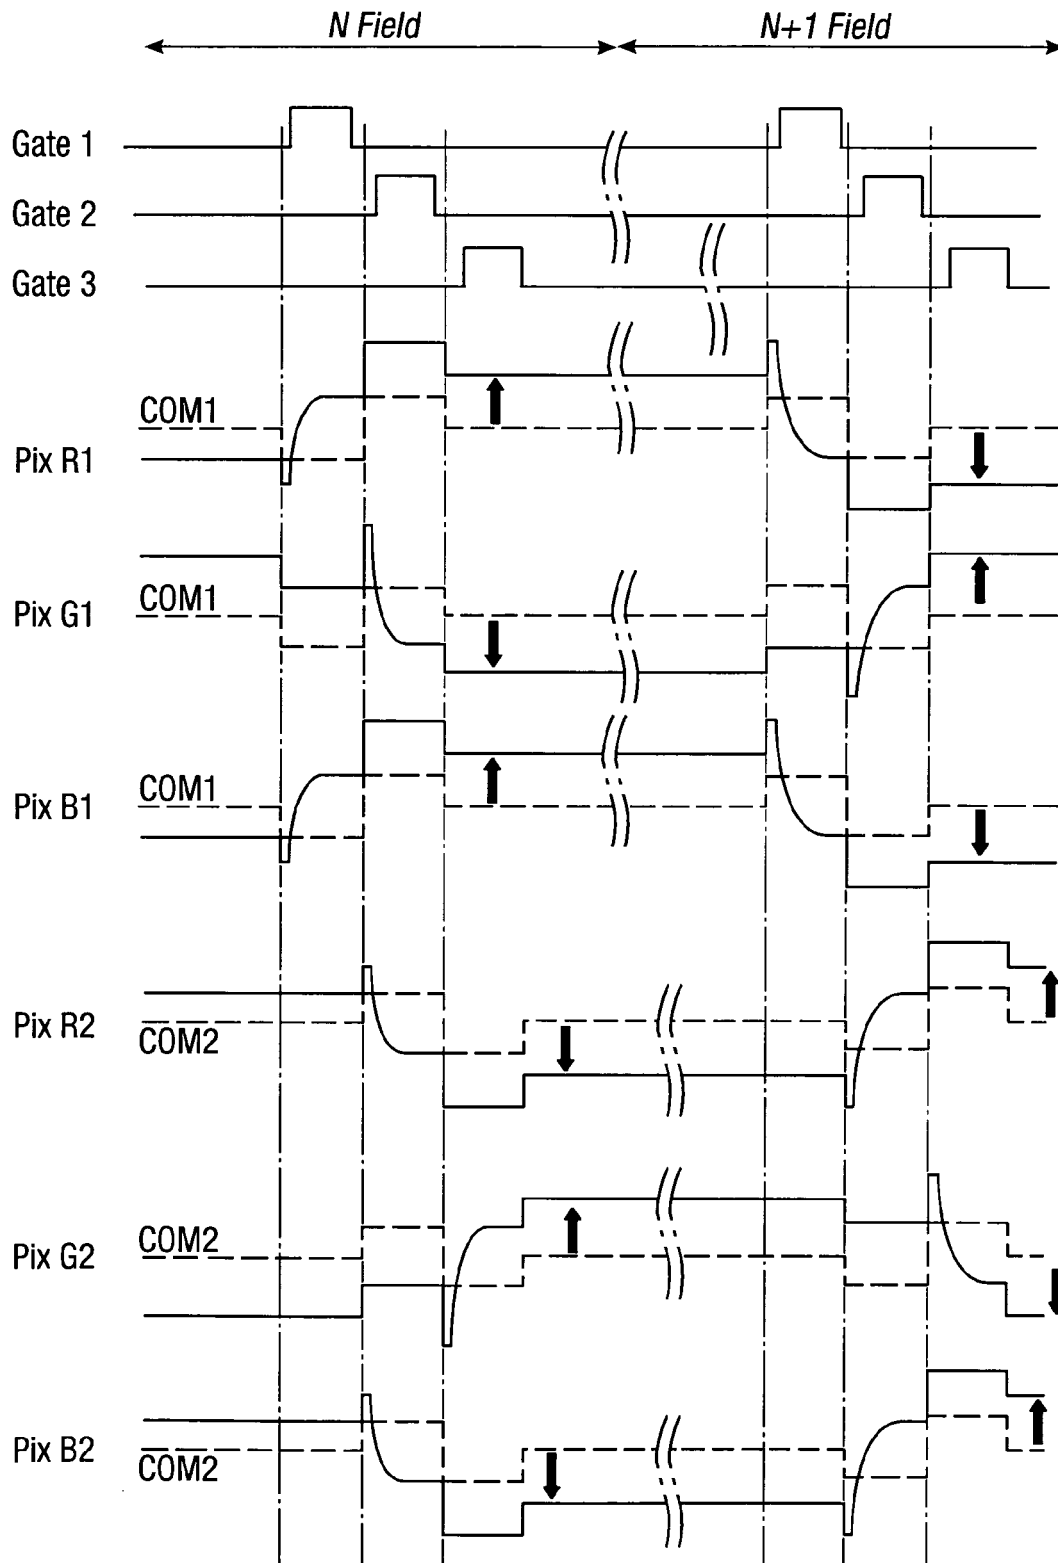 N Field
N+1 Field
Gate 1
Gate 2
Gate 3
COM1
Pix R1
COM1
Pix G1
COM1
Pix B1
Pix R2
COM2
COM2
Pix G2
Pix B2
COM2